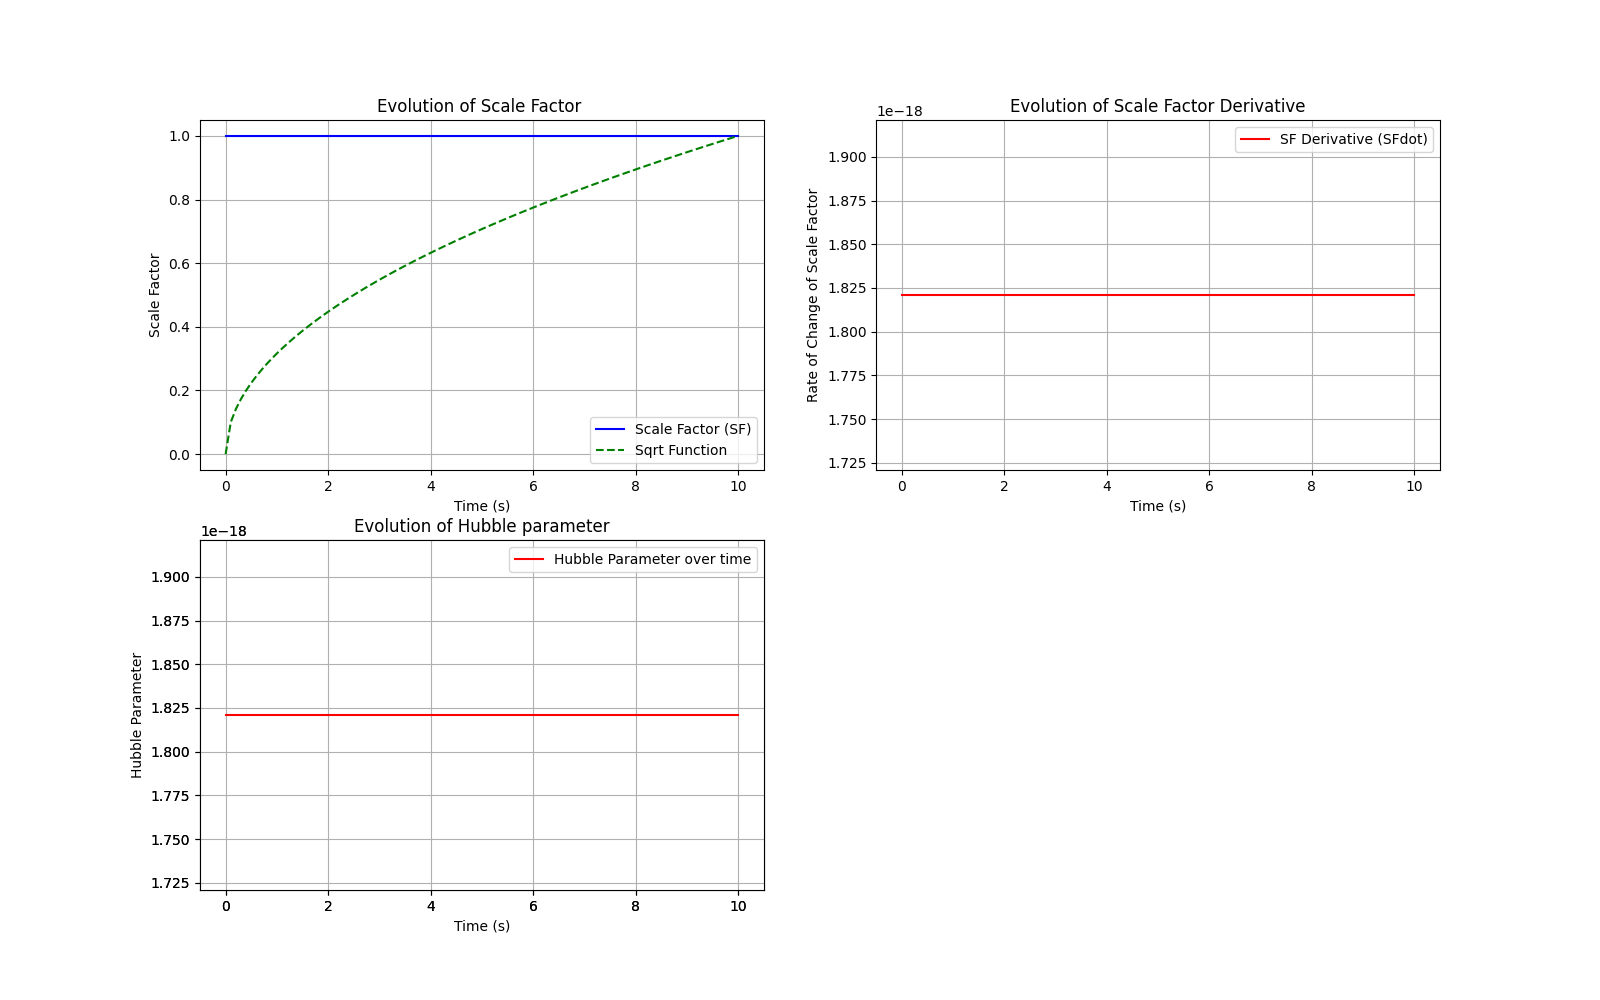 Evolution of Scale Factor
1.0
0.8
0.6
0.4
0.2
0.0
Scale Factor
Scale Factor (SF)
Sqrt Function
0 2 4 6 8 10
Time (s)
Evolution of Scale Factor Derivative
1e−18
1.900
1.875
1.850
1.825
1.800
1.775
1.750
1.725
Rate of Change of Scale Factor
SF Derivative (SFdot)
0 2 4 6 8 10
Time (s)
Evolution of Hubble parameter
1e−18
1.900
1.875
1.850
1.825
1.800
1.775
1.750
1.725
Hubble Parameter
Hubble Parameter over time
0 2 4 6 8 10
Time (s)